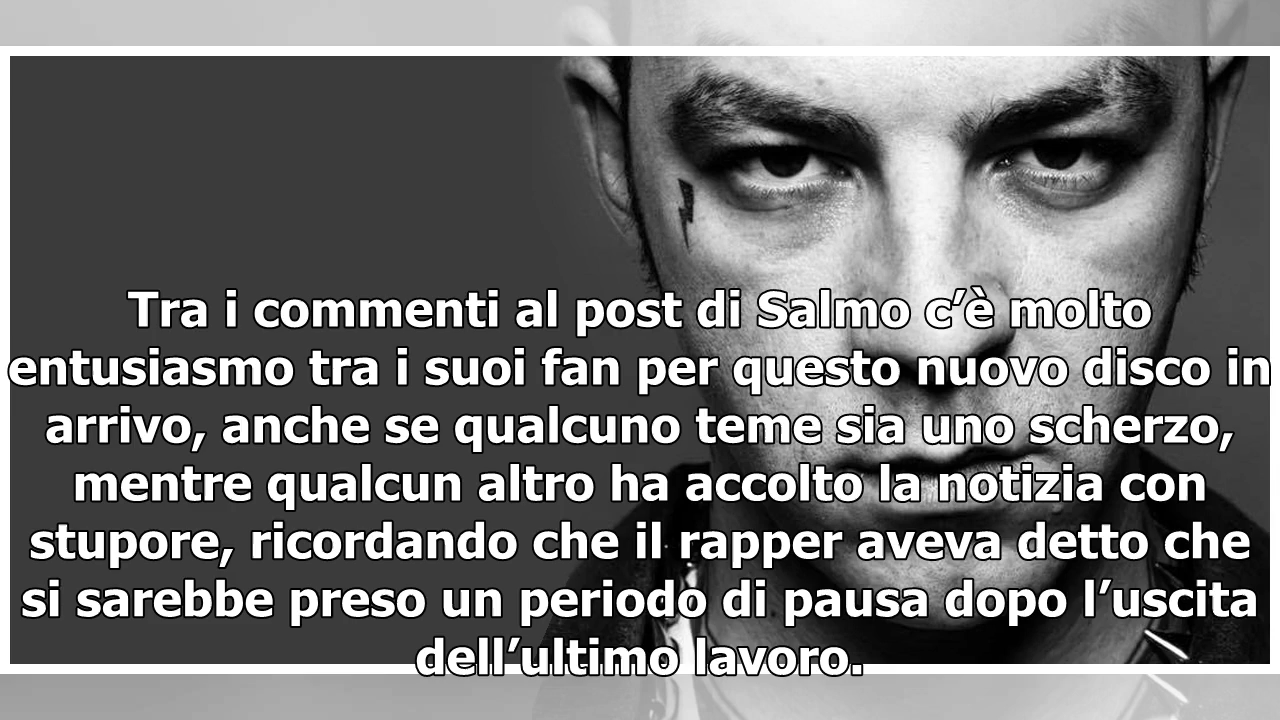 Tra i commenti al post di Salmo c’è molto
entusiasmo tra i suoi fan per questo nuovo disco in
arrivo, anche se qualcuno teme sia uno scherzo,
mentre qualcun altro ha accolto la notizia con
stupore, ricordando che il rapper aveva detto che
si sarebbe preso un periodo di pausa dopo l’uscita
dell’ultimo lavoro.